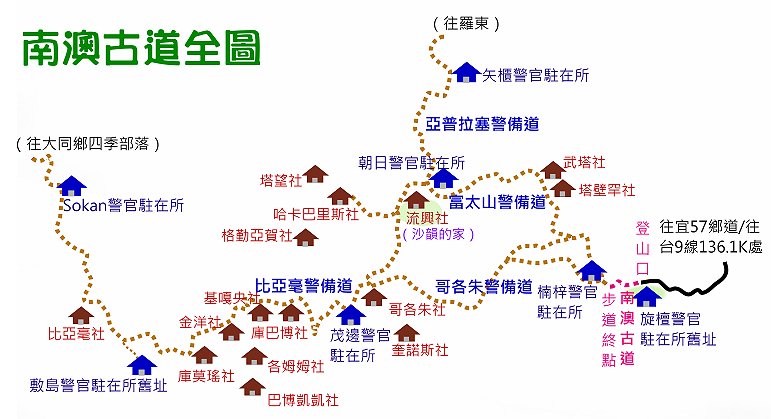 南澳古道全圖
（往羅東）
矢櫃警官駐在所
亞普拉塞警備道
（往大同鄉四季部落）
朝日警官駐在所
武塔社
塔壁罕社
塔望社
Sokan警官駐在所
哈卡巴里斯社
流興社
（沙韻的家）
富太山警備道
格勤亞賀社
登山口
往宜57鄉道/往
台9線136.1K處
比亞毫警備道
哥各朱警備道
楠梓警官
駐在所
南澳古道
步道終點
旋檀警官
駐在所舊址
基嘎央社
哥各朱社
金洋社
庫巴博社
茂邊警官
駐在所
比亞毫社
奎諾斯社
庫莫瑤社
各姆姆社
敷島警官駐在所舊址
巴博凱凱社